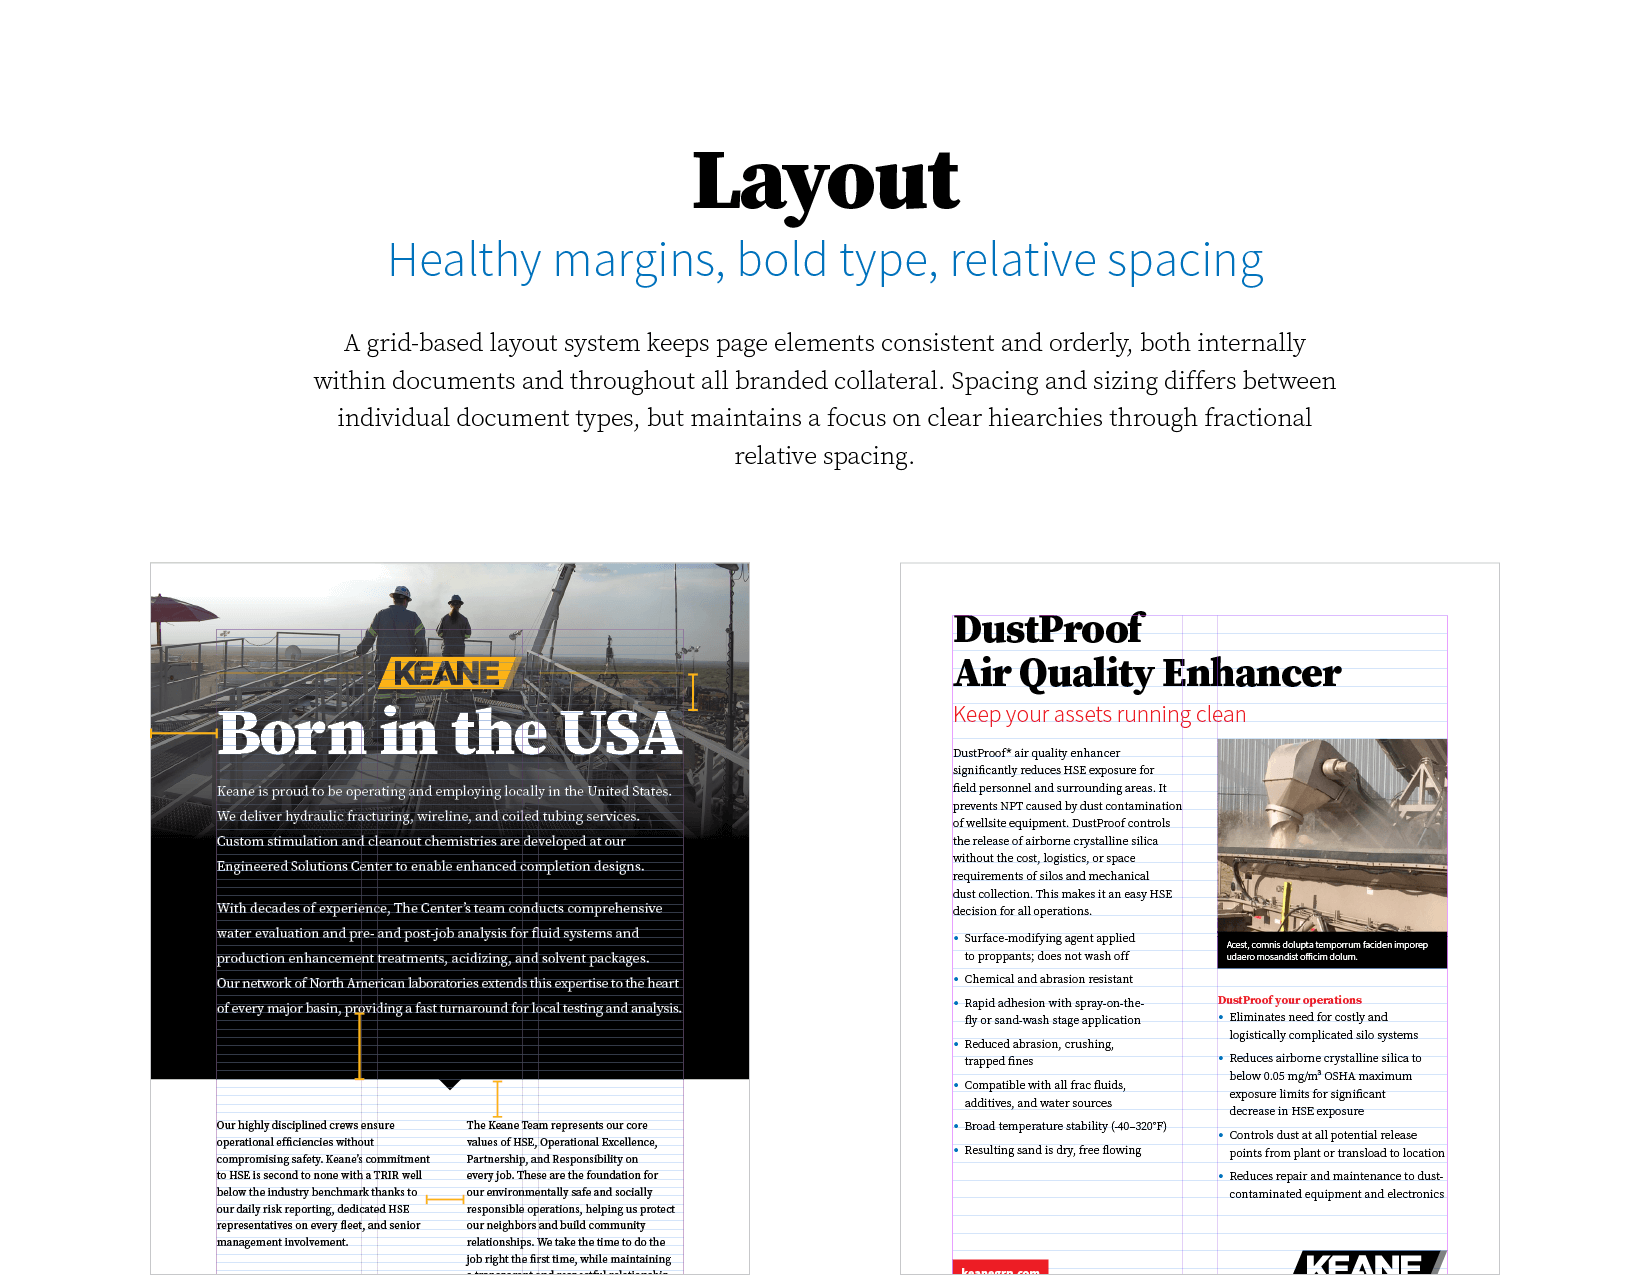 Layout
Healthy margins, bold type, relative spacing
A grid-based layout system keeps page elements consistent and orderly, both internally
within documents and throughout all branded collateral. Spacing and sizing differs between
individual document types, but maintains a focus on clear hiearchies through fractional
relative spacing.
KEANE
Born in the USA
Keane is proud to be operating and employing locally in the United States.
We deliver hydraulic fracturing, wireline, and coiled tubing services.
Custom stimulation and cleanout chemistries are developed at our
Engineered Solutions Center to enable enhanced completion designs.
With decades of experience, The Center’s team conducts comprehensive
water evaluation and pre- and post-job analysis for fluid systems and
production enhancement treatments, acidizing, and solvent packages.
Our network of North American laboratories extends this expertise to the heart
of every major basin, providing a fast turnaround for local testing and analysis.
Our highly disciplined crews ensure
operational efficiencies without
compromising safety. Keane’s commitment
to HSE is second to none with a TRIR well
below the industry benchmark thanks to
our daily risk reporting, dedicated HSE
representatives on every fleet, and senior
management involvement.
The Keane Team represents our core
values of HSE, Operational Excellence,
Partnership, and Responsibility on
every job. These are the foundation for
our environmentally safe and socially
responsible operations, helping us protect
our neighbors and build community
relationships. We take the time to do the
job right the first time, while maintaining
a transparent and respectful relationship
DustProof
Air Quality Enhancer
Keep your assets running clean
DustProof* air quality enhancer
significantly reduces HSE exposure for
field personnel and surrounding areas. It
prevents NPT caused by dust contamination
of wellsite equipment. DustProof controls
the release of airborne crystalline silica
without the cost, logistics, or space
requirements of silos and mechanical
dust collection. This makes it an easy HSE
decision for all operations.
• Surface-modifying agent applied
to proppants; does not wash off
• Chemical and abrasion resistant
• Rapid adhesion with spray-on-the-
fly or sand-wash stage application
• Reduced abrasion, crushing,
trapped fines
• Compatible with all frac fluids,
additives, and water sources
• Broad temperature stability (-40–320°F)
• Resulting sand is dry, free flowing
Acest, comnis dolupta temporrum faciden imporep
udaero mosandist officim dolum.
DustProof your operations
• Eliminates need for costly and
logistically complicated silo systems
• Reduces airborne crystalline silica to
below 0.05 mg/m³ OSHA maximum
exposure limits for significant
decrease in HSE exposure
• Controls dust at all potential release
points from plant or transload to location
• Reduces repair and maintenance to dust-
contaminated equipment and electronics
keanegrp.com
KEANE